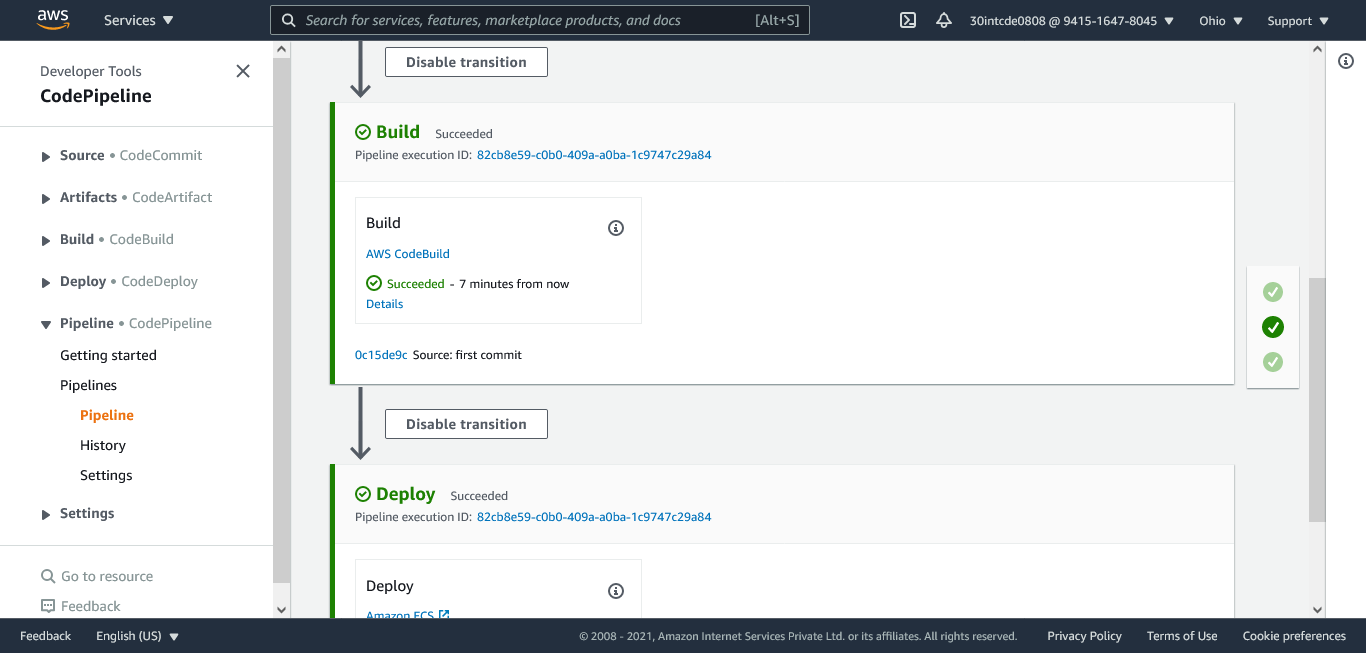 aws
Services
Search for services, features, marketplace products, and docs [Alt+S]
30intcde0808 @ 9415-1647-8045
Ohio
Support
Developer Tools
CodePipeline
Source • CodeCommit
Artifacts • CodeArtifact
Build • CodeBuild
Deploy • CodeDeploy
Pipeline • CodePipeline
Getting started
Pipelines
Pipeline
History
Settings
Settings
Go to resource
Feedback
Disable transition
Build Succeeded
Pipeline execution ID: 82cb8e59-c0b0-409a-a0ba-1c9747c29a84
Build
AWS CodeBuild
Succeeded - 7 minutes from now
Details
0c15de9c Source: first commit
Disable transition
Deploy Succeeded
Pipeline execution ID: 82cb8e59-c0b0-409a-a0ba-1c9747c29a84
Deploy
Amazon ECS
Feedback
English (US)
© 2008 - 2021, Amazon Internet Services Private Ltd. or its affiliates. All rights reserved.
Privacy Policy
Terms of Use
Cookie preferences